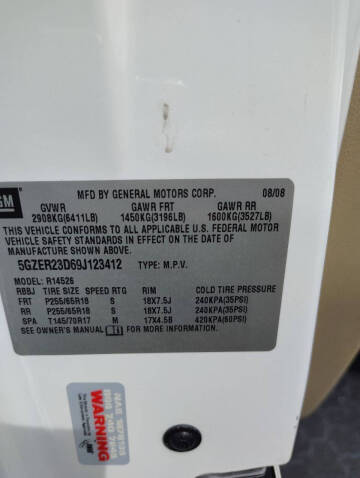 GM
MFD BY GENERAL MOTORS CORP. 08/08
GVWR GAWR FRT GAWR RR
2908KG(6411LB) 1450KG(3196LB) 1600KG(3527LB)
THIS VEHICLE CONFORMS TO ALL APPLICABLE U.S. FEDERAL MOTOR
VEHICLE SAFETY STANDARDS IN EFFECT ON THE DATE OF
MANUFACTURE SHOWN ABOVE.
5GZER23D69J123412 TYPE: M.P.V.
MODEL: R14526
RBBJ TIRE SIZE SPEED RTG RIM COLD TIRE PRESSURE
FRT P255/65R18 S 18X7.5J 240KPA(35PSI)
RR P255/65R18 S 18X7.5J 240KPA(35PSI)
SPA T145/70R17 M 17X4.5B 420KPA(60PSI)
SEE OWNER'S MANUAL FOR MORE INFORMATION.
WARNING